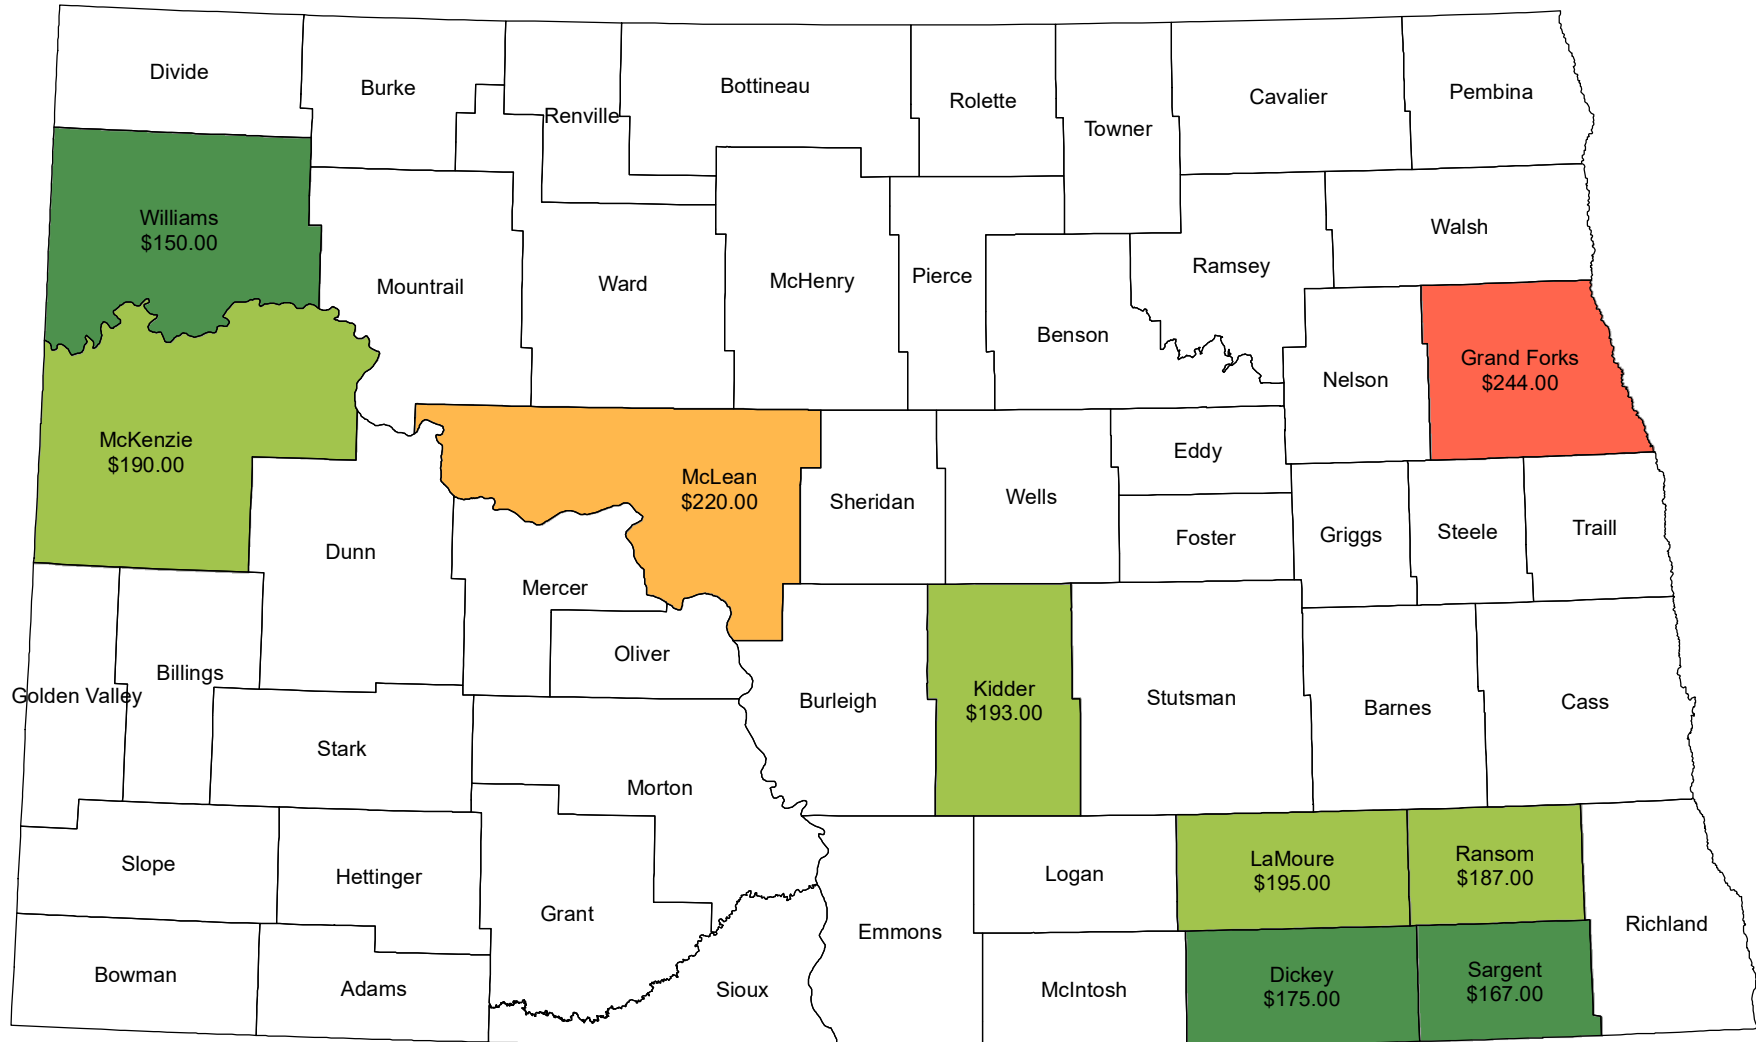 Divide
Burke
Renville
Bottineau
Rolette
Towner
Cavalier
Pembina
Williams
$150.00
Mountrail
Ward
McHenry
Pierce
Benson
Ramsey
Walsh
Nelson
Grand Forks
$244.00
McKenzie
$190.00
McLean
$220.00
Sheridan
Wells
Eddy
Foster
Griggs
Steele
Traill
Dunn
Mercer
Oliver
Golden Valley
Billings
Burleigh
Kidder
$193.00
Stutsman
Barnes
Cass
Stark
Morton
Slope
Hettinger
Grant
Emmons
Logan
LaMoure
$195.00
Ransom
$187.00
Richland
Bowman
Adams
Sioux
McIntosh
Dickey
$175.00
Sargent
$167.00